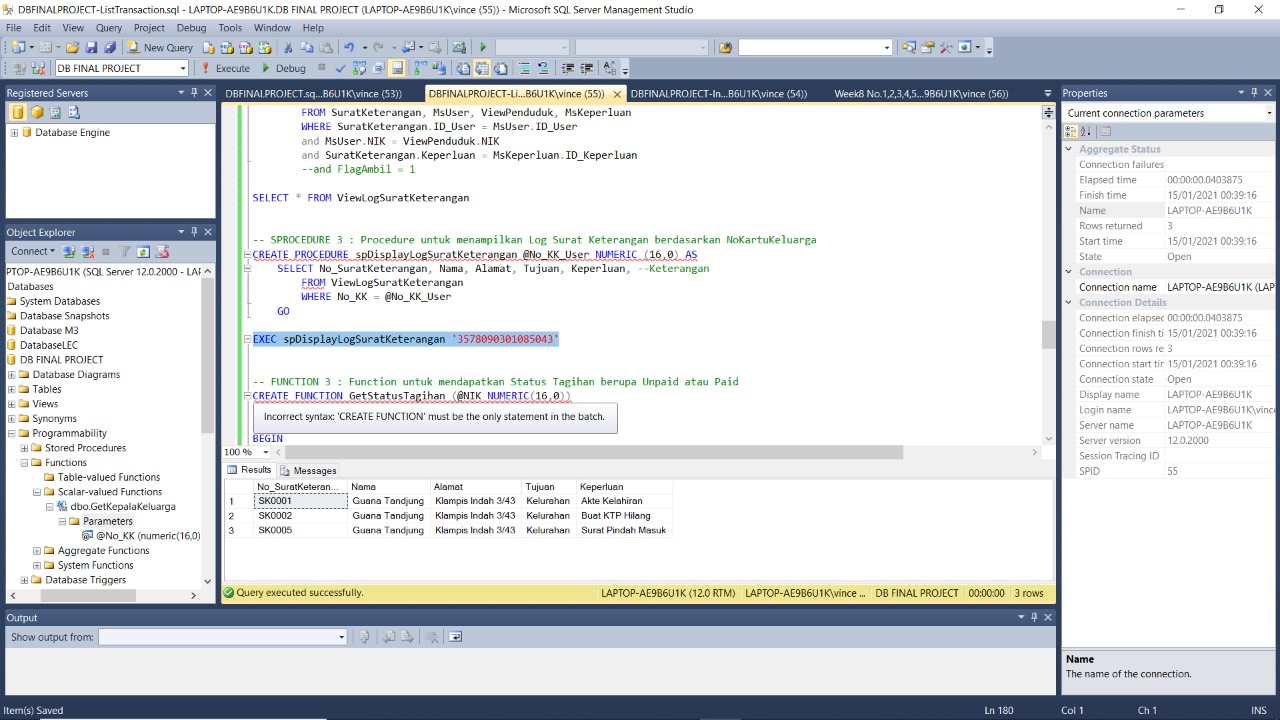 DBFINALPROJECT-ListTransaction.sql - LAPTOP-AE9B6U1K.DB FINAL PROJECT (LAPTOP-AE9B6U1K\vince (55)) - Microsoft SQL Server Management Studio
File Edit View Query Project Debug Tools Window Help
New Query
DB FINAL PROJECT Execute Debug
Registered Servers
Database Engine
Object Explorer
Connect
PTOP-AE9B6U1K (SQL Server 12.0.2000 - LAF
Databases
System Databases
Database Snapshots
Database M3
DatabaseLEC
DB FINAL PROJECT
Database Diagrams
Tables
Views
Synonyms
Programmability
Stored Procedures
Functions
Table-valued Functions
Scalar-valued Functions
dbo.GetKepalaKeluarga
Parameters
@No_KK (numeric(16,0)
Aggregate Functions
System Functions
Database Triggers
DBFINALPROJECT.sq...B6U1K\vince (53)) DBFINALPROJECT-Li...B6U1K\vince (55)) DBFINALPROJECT-In...B6U1K\vince (54)) Week8 No.1,2,3,4,5...9B6U1K\vince (56))
FROM SuratKeterangan, MsUser, ViewPenduduk, MsKeperluan
WHERE SuratKeterangan.ID_User = MsUser.ID_User
and MsUser.NIK = ViewPenduduk.NIK
and SuratKeterangan.Keperluan = MsKeperluan.ID_Keperluan
--and FlagAmbil = 1
SELECT * FROM ViewLogSuratKeterangan
-- SPROCEDURE 3 : Procedure untuk menampilkan Log Surat Keterangan berdasarkan NoKartuKeluarga
CREATE PROCEDURE spDisplayLogSuratKeterangan @No_KK_User NUMERIC (16,0) AS
SELECT No_SuratKeterangan, Nama, Alamat, Tujuan, Keperluan, --Keterangan
FROM ViewLogSuratKeterangan
WHERE No_KK = @No_KK_User
GO
EXEC spDisplayLogSuratKeterangan '3578090301085043'
-- FUNCTION 3 : Function untuk mendapatkan Status Tagihan berupa Unpaid atau Paid
CREATE FUNCTION GetStatusTagihan (@NIK NUMERIC(16,0))
Incorrect syntax: 'CREATE FUNCTION' must be the only statement in the batch.
BEGIN
100 %
Results Messages
No_SuratKeteran... Nama Alamat Tujuan Keperluan
1 SK0001 Guana Tandjung Klampis Indah 3/43 Kelurahan Akte Kelahiran
2 SK0002 Guana Tandjung Klampis Indah 3/43 Kelurahan Buat KTP Hilang
3 SK0005 Guana Tandjung Klampis Indah 3/43 Kelurahan Surat Pindah Masuk
Query executed successfully. LAPTOP-AE9B6U1K (12.0 RTM) LAPTOP-AE9B6U1K\vince ... DB FINAL PROJECT 00:00:00 3 rows
Properties
Current connection parameters
Aggregate Status
Connection failures
Elapsed time 00:00:00.0403875
Finish time 15/01/2021 00:39:16
Name LAPTOP-AE9B6U1K
Rows returned 3
Start time 15/01/2021 00:39:16
State Open
Connection
Connection name LAPTOP-AE9B6U1K (LAP
Connection Details
Connection elapsec 00:00:00.0403875
Connection finish ti 15/01/2021 00:39:16
Connection rows re 3
Connection start tir 15/01/2021 00:39:16
Connection state Open
Display name LAPTOP-AE9B6U1K
Login name LAPTOP-AE9B6U1K\vince
Server name LAPTOP-AE9B6U1K
Server version 12.0.2000
Session Tracing ID
SPID 55
Name
The name of the connection.
Output
Show output from:
Item(s) Saved Ln 180 Col 1 Ch 1 INS